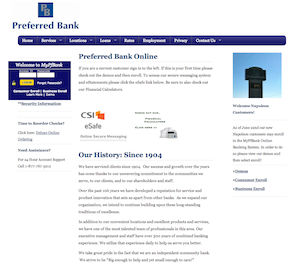 PB
Preferred Bank
Home Services Locations Loans Rates Employment Privacy Contact Us
Welcome to MyPBank
Consumer Enroll | Business Enroll
Learn More | Demo
**Security Information
Time to Reorder Checks?
Click here: Deluxe Online
Ordering
Need Assistance?
For 24 Hour Account Support
Preferred Bank Online
If you are a current customer sign in to the left. If this is your first time please
check out the demos and then enroll. To access our secure messaging system
and eStatements please click the eSafe link below. Be sure to also check out
our Financial Calculators.
CSI
eSafe
Online Secure Messaging
CHECK OUT OUR...
FINANCIAL
CALCULATORS
CLICK HERE
Our History: Since 1904
We have serviced clients since 1904. Our success and growth over the years
has come thanks to our unwavering commitment to the communities we
serve, to our clients, and to our shareholders and staff.
Over the past 106 years we have developed a reputation for service and
product innovation that sets us apart from other banks. As we expand our
organization, we intend to continue building upon these long-standing
traditions of excellence.
In addition to our convenient locations and excellent products and services,
we have one of the most talented team of professionals in this area. Our
executive management and staff have over 300 years of combined banking
experience. We utilize that experience daily to help us serve you better.
We take great pride in the fact that we are an independent community bank.
We strive to be "Big enough to help and yet small enough to care!"
Welcome Napoleon
Customers!
As of June 22nd our new
Napoleon customers may enroll
in the MyPBank Online
Banking System. In order to do
so please view our demos and
then select enroll.
>Demos
>Consumer Enroll
>Business Enroll